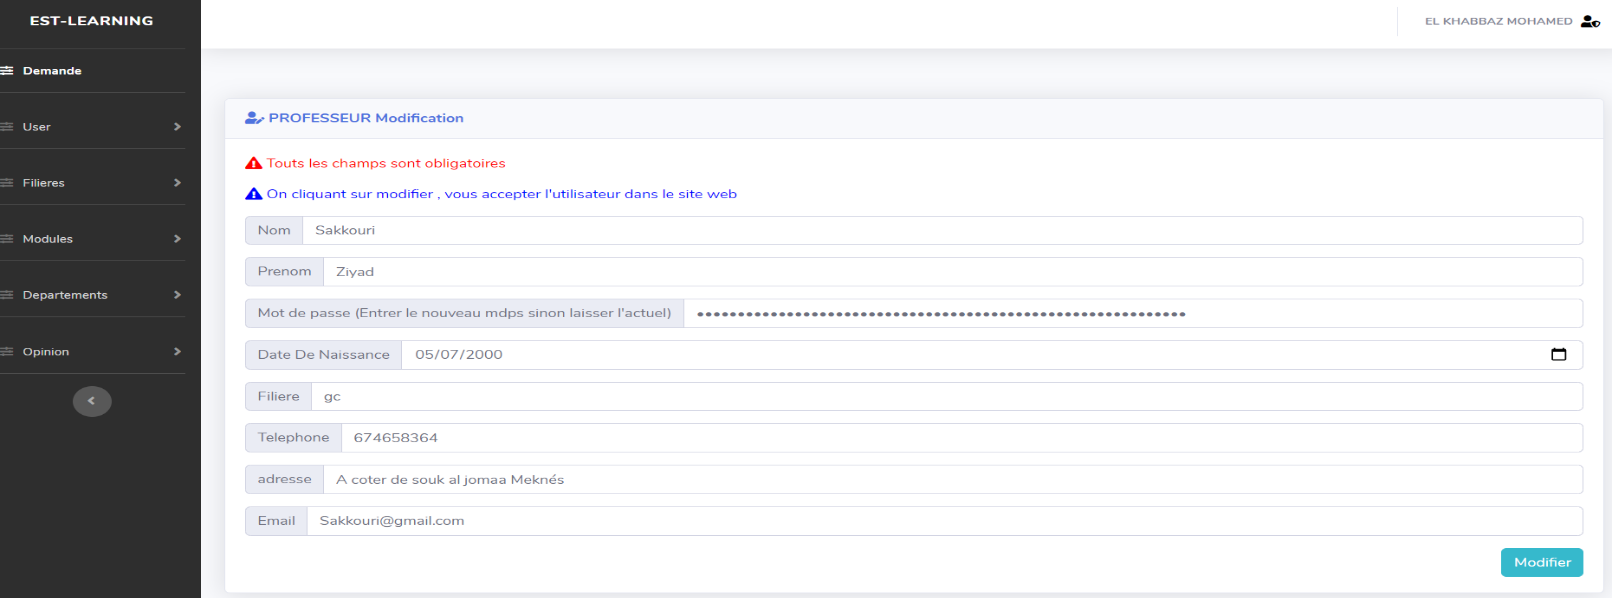 EST-LEARNING
EL KHABBAZ MOHAMED
Demande
User
Filieres
Modules
Departements
Opinion
PROFESSEUR Modification
Touts les champs sont obligatoires
On cliquant sur modifier , vous accepter l'utilisateur dans le site web
Nom Sakkouri
Prenom Ziyad
Mot de passe (Entrer le nouveau mdps sinon laisser l'actuel) ••••••••••••••••••••••••••••••••••••••••••••••••••••••••••••
Date De Naissance 05/07/2000
Filiere gc
Telephone 674658364
adresse A coter de souk al jomaa Meknés
Email Sakkouri@gmail.com
Modifier